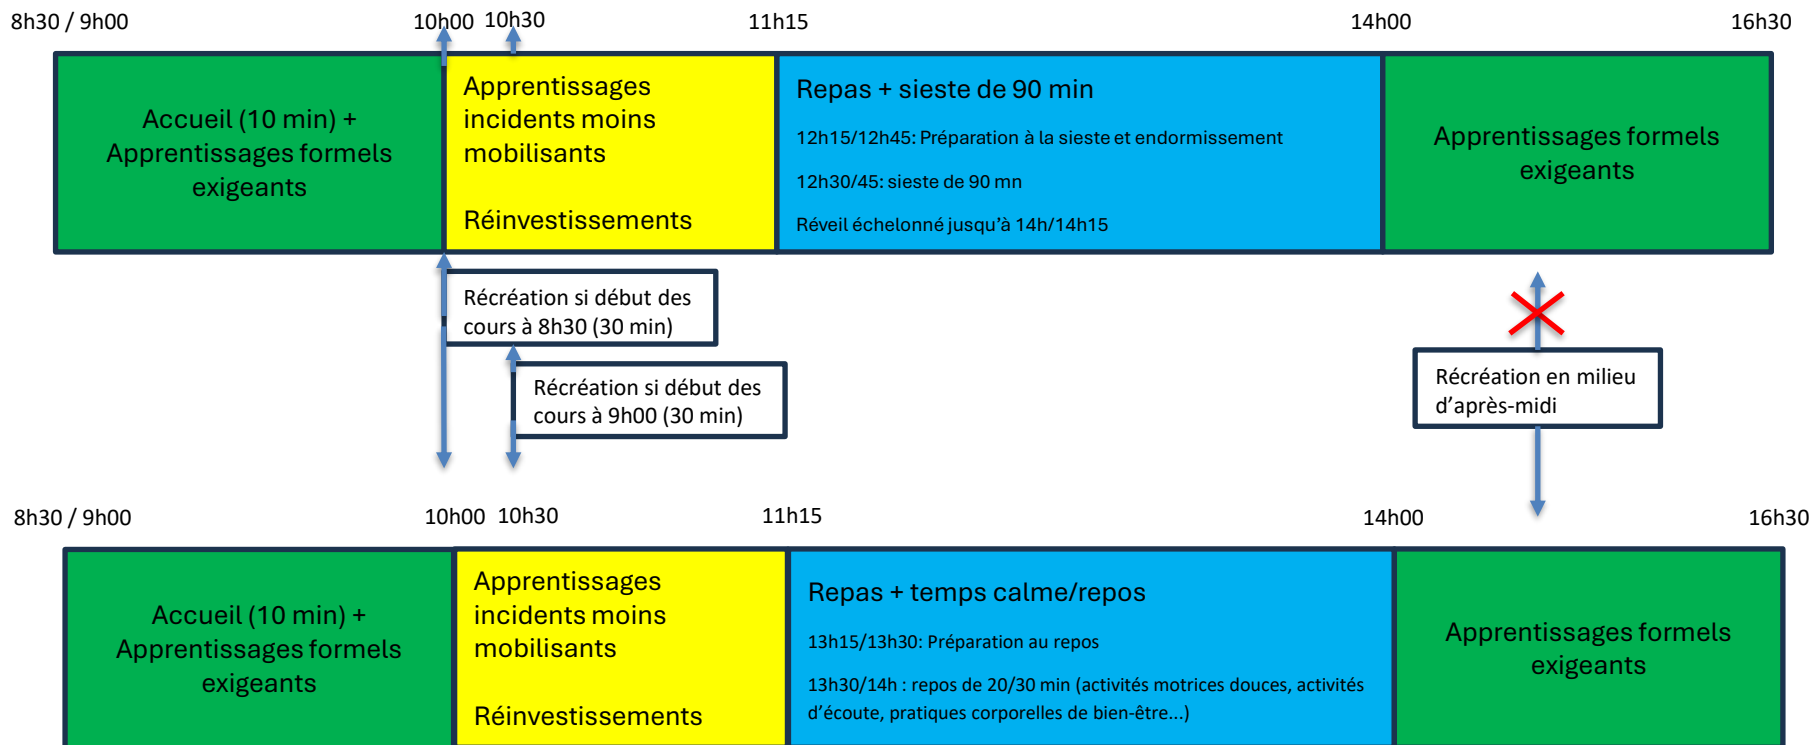 8h30 / 9h00
10h00
10h30
11h15
14h00
16h30
Accueil (10 min) +
Apprentissages formels
exigeants
Apprentissages
incidents moins
mobilisants
Réinvestissements
Repas + sieste de 90 min
12h15/12h45: Préparation à la sieste et endormissement
12h30/45: sieste de 90 mn
Réveil échelonné jusqu'à 14h/14h15
Apprentissages formels
exigeants
Récréation si début des
cours à 8h30 (30 min)
Récréation si début des
cours à 9h00 (30 min)
Récréation en milieu
d'après-midi
8h30 / 9h00
10h00
10h30
11h15
14h00
16h30
Accueil (10 min) +
Apprentissages formels
exigeants
Apprentissages
incidents moins
mobilisants
Réinvestissements
Repas + temps calme/repos
13h15/13h30: Préparation au repos
13h30/14h : repos de 20/30 min (activités motrices douces, activités
d'écoute, pratiques corporelles de bien-être...)
Apprentissages formels
exigeants